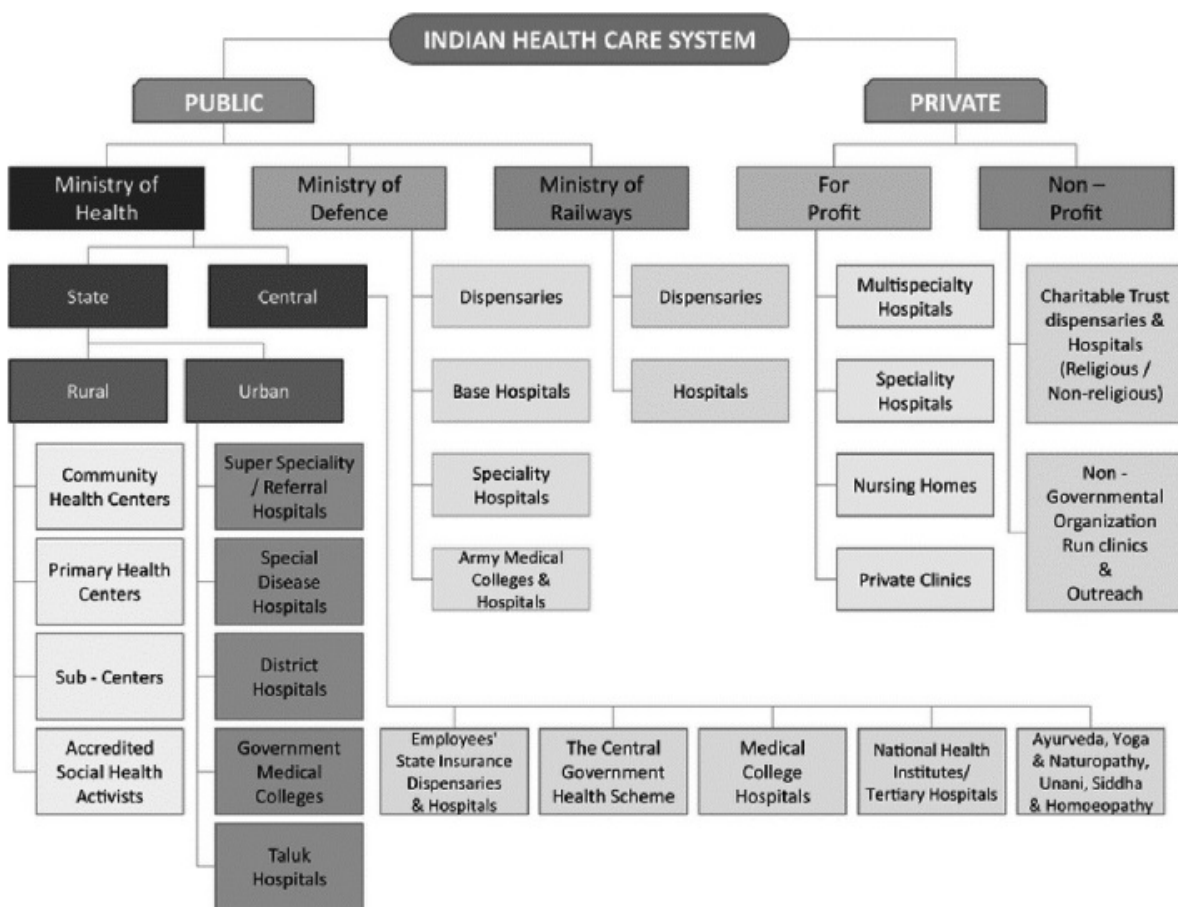 INDIAN HEALTH CARE SYSTEM
PUBLIC
PRIVATE
Ministry of
Health
Ministry of
Defence
Ministry of
Railways
For
Profit
Non –
Profit
State
Central
Rural
Urban
Community
Health Centers
Primary Health
Centers
Sub - Centers
Accredited
Social Health
Activists
Super Speciality
/ Referral
Hospitals
Special
Disease
Hospitals
District
Hospitals
Government
Medical
Colleges
Taluk
Hospitals
Dispensaries
Base Hospitals
Speciality
Hospitals
Army Medical
Colleges &
Hospitals
Dispensaries
Hospitals
Multispecialty
Hospitals
Speciality
Hospitals
Nursing Homes
Private Clinics
Charitable Trust
dispensaries &
Hospitals
(Religious /
Non-religious)
Non -
Governmental
Organization
Run clinics
&
Outreach
Employees'
State Insurance
Dispensaries
& Hospitals
The Central
Government
Health Scheme
Medical
College
Hospitals
National Health
Institutes/
Tertiary Hospitals
Ayurveda, Yoga
& Naturopathy,
Unani, Siddha
& Homoeopathy